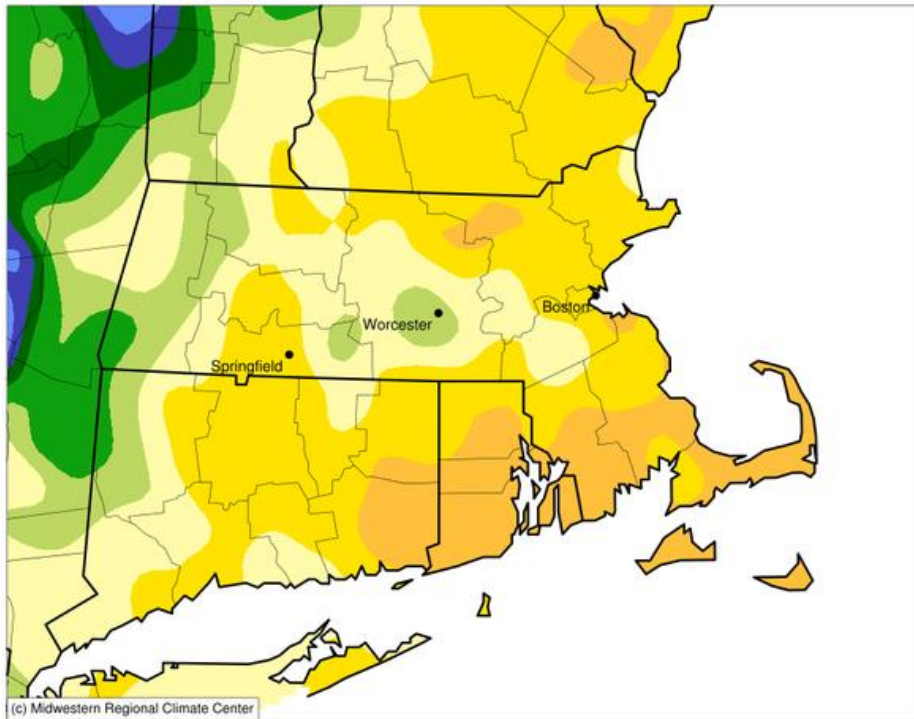 Boston
Worcester
Springfield
(c) Midwestern Regional Climate Center